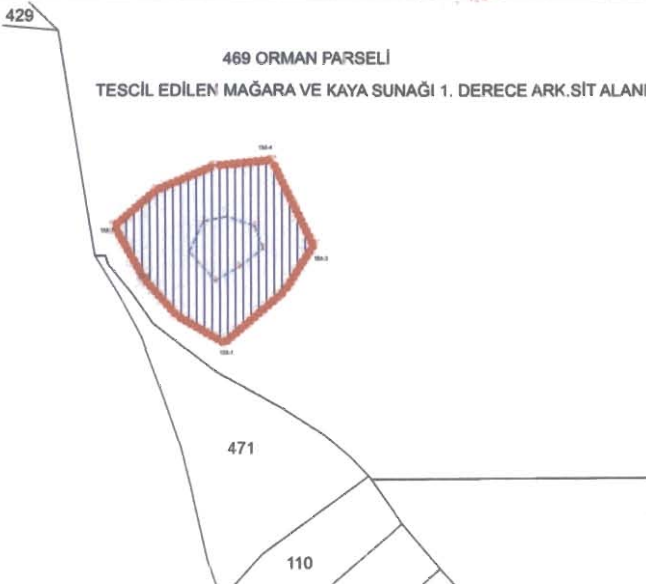 429
469 ORMAN PARSELİ
TESCİL EDİLEN MAĞARA VE KAYA SUNAĞI 1. DERECE ARK.SİT ALANI
471
110